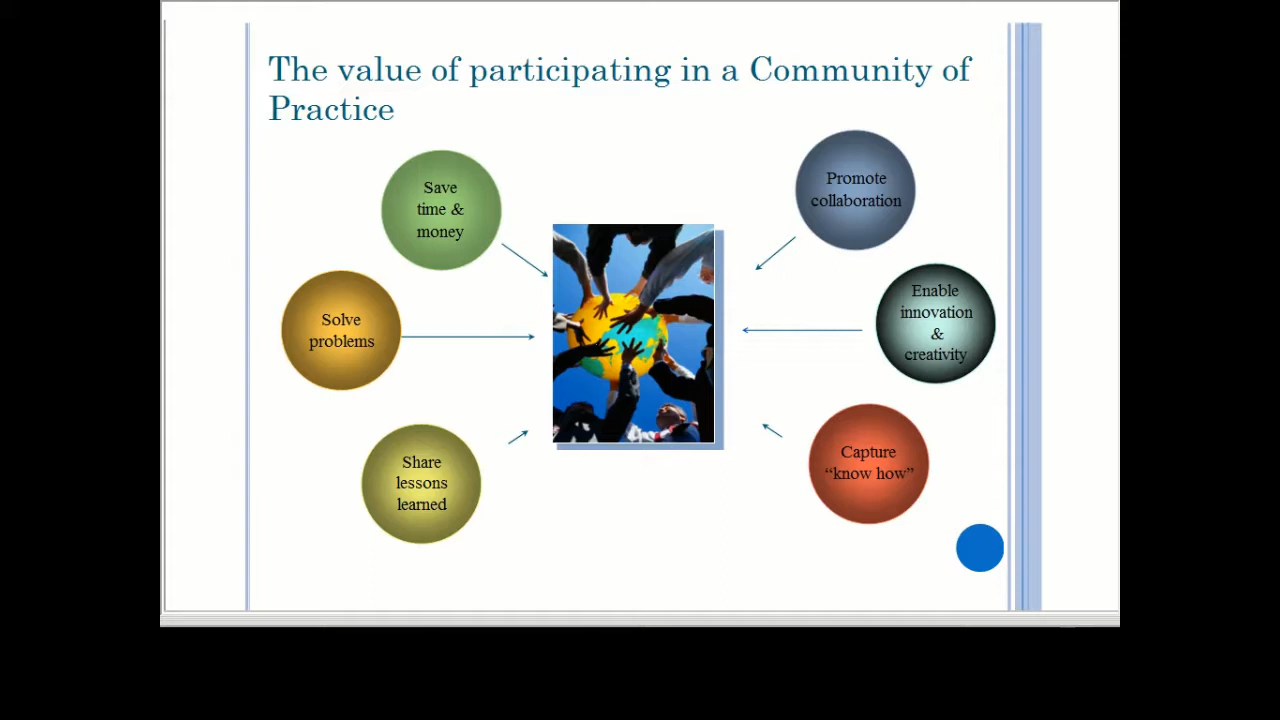 The value of participating in a Community of
Practice
Save
time &
money
Solve
problems
Share
lessons
learned
Promote
collaboration
Enable
innovation
&
creativity
Capture
“know how”